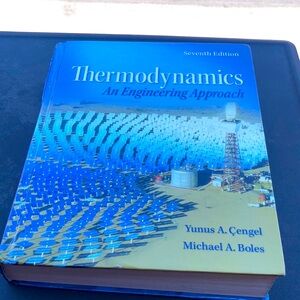 Seventh Edition
Thermodynamics
An Engineering Approach
Yunus A. Çengel
Michael A. Boles